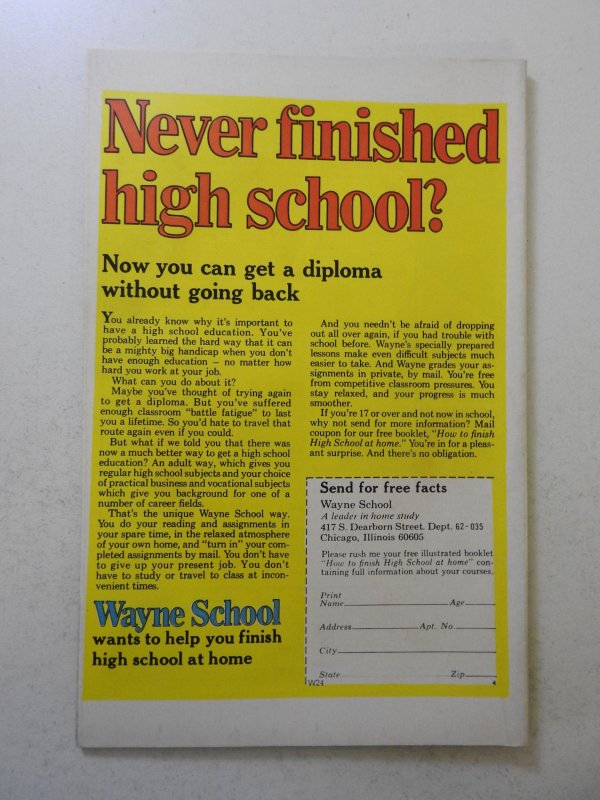 Never finished
high school?
Now you can get a diploma
without going back
You already know why it's important to
have a high school education. You've
probably learned the hard way that it can
be a mighty big handicap when you don't
have enough education – no matter how
hard you work at your job.
What can you do about it?
Maybe you've thought of trying again
to get a diploma. But you've suffered
enough classroom "battle fatigue" to last
you a lifetime. So you'd hate to travel that
route again even if you could.
But what if we told you that there was
now a much better way to get a high school
education? An adult way, which gives you
regular high school subjects and your choice
of practical business and vocational subjects
which give you background for one of a
number of career fields.
That's the unique Wayne School way.
You do your reading and assignments in
your spare time, in the relaxed atmosphere
of your own home, and "turn in" your com-
pleted assignments by mail. You don't have
to give up your present job. You don't
have to study or travel to class at incon-
venient times.
Wayne School
wants to help you finish
high school at home
And you needn't be afraid of dropping
out all over again, if you had trouble with
school before. Wayne's specially prepared
lessons make even difficult subjects much
easier to take. And Wayne grades your as-
signments in private, by mail. You're free
from competitive classroom pressures. You
stay relaxed, and your progress is much
smoother.
If you're 17 or over and not now in school,
why not send for more information? Mail
coupon for our free booklet, "How to finish
High School at home." You're in for a pleas-
ant surprise. And there's no obligation.
Send for free facts
Wayne School
A leader in home study
417 S. Dearborn Street, Dept. 62-035
Chicago, Illinois 60605
Please rush me your free illustrated booklet
"How to finish High School at home" con-
taining full information about your courses.
Print
Name Age
Address Apt. No.
City
State Zip
W24 4